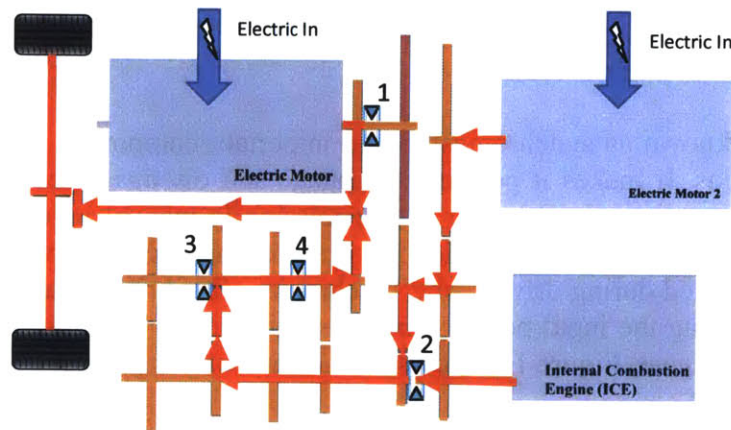 Electric In
Electric In
1
Electric Motor
Electric Motor 2
3
4
2
Internal Combustion
Engine (ICE)